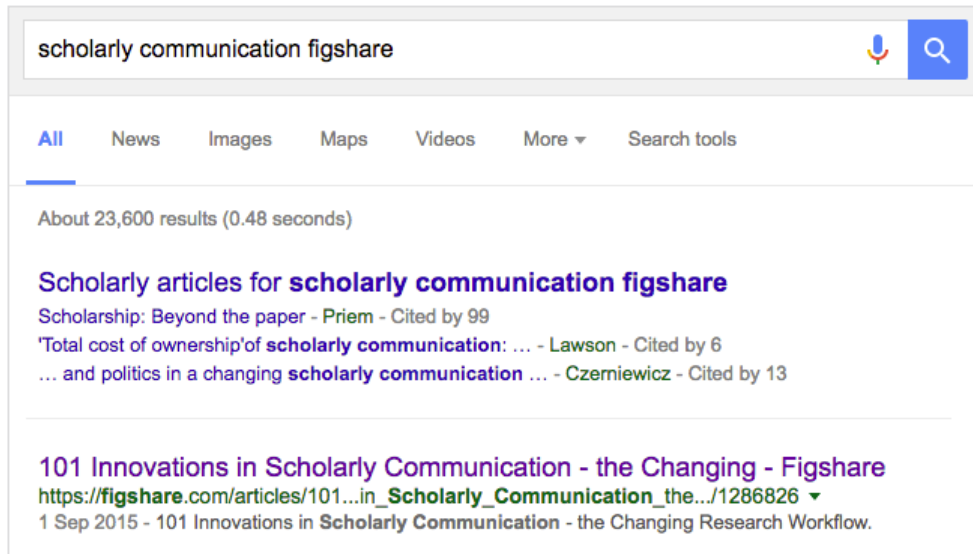 scholarly communication figshare
All News Images Maps Videos More Search tools
About 23,600 results (0.48 seconds)
Scholarly articles for scholarly communication figshare
Scholarship: Beyond the paper - Priem - Cited by 99
'Total cost of ownership'of scholarly communication: ... - Lawson - Cited by 6
... and politics in a changing scholarly communication ... - Czerniewicz - Cited by 13
101 Innovations in Scholarly Communication - the Changing - Figshare
https://figshare.com/articles/101...in_Scholarly_Communication_the.../1286826
1 Sep 2015 - 101 Innovations in Scholarly Communication - the Changing Research Workflow.